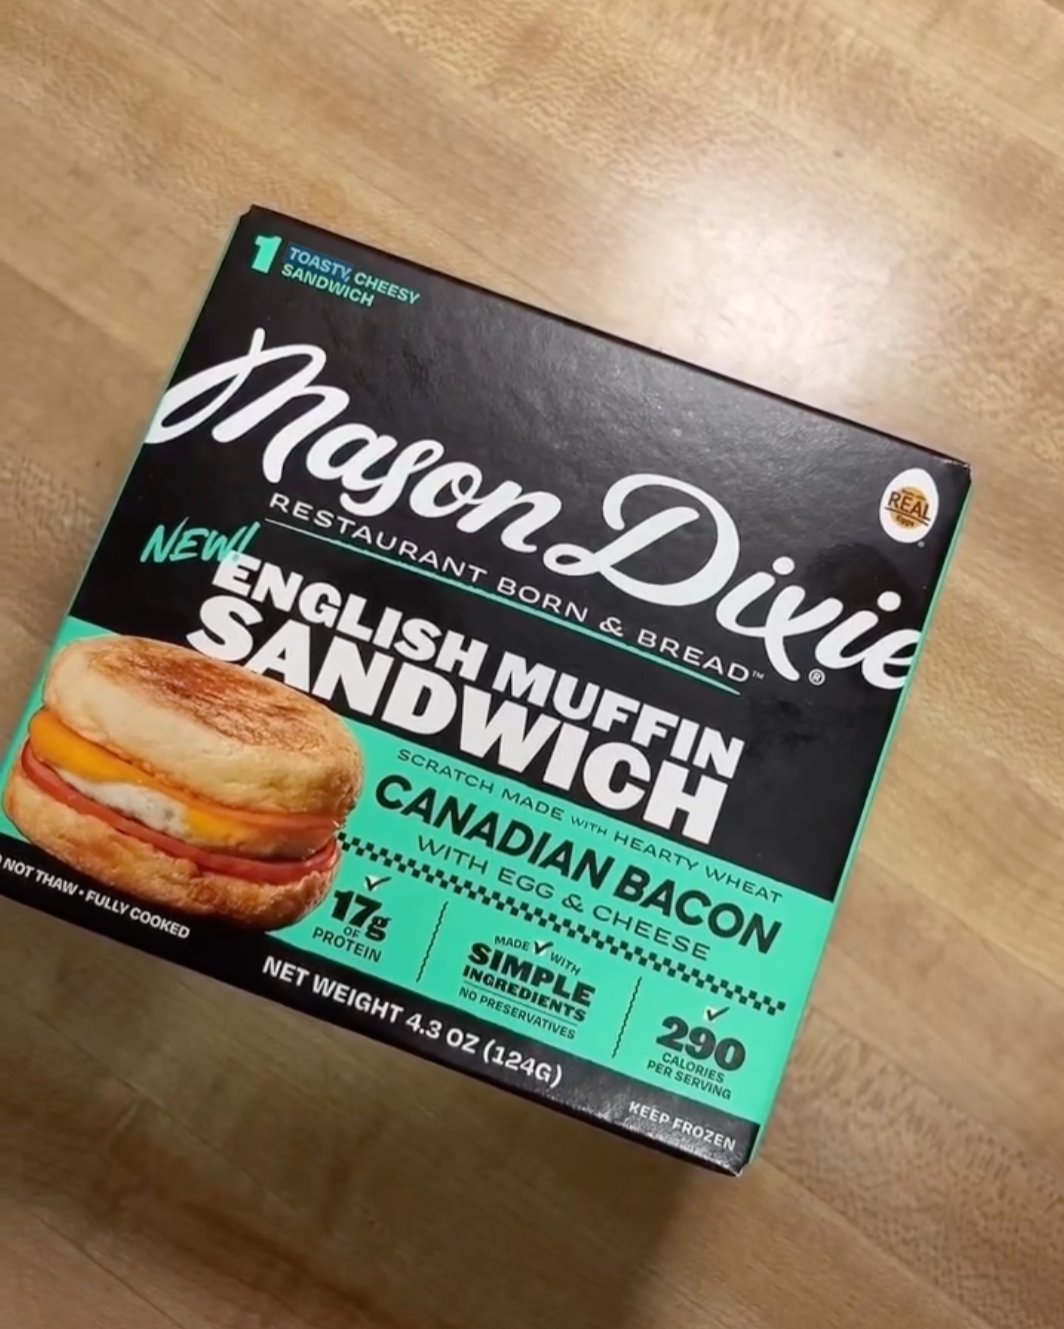 1 TOASTY, CHEESY
SANDWICH
Mason Dixie®
RESTAURANT BORN & BREAD™
REAL
Eggs
NEW!
ENGLISH MUFFIN
SANDWICH
SCRATCH MADE WITH HEARTY WHEAT
CANADIAN BACON
WITH EGG & CHEESE
17g
OF
PROTEIN
MADE WITH
SIMPLE
INGREDIENTS
NO PRESERVATIVES
290
CALORIES
PER SERVING
NOT THAW • FULLY COOKED
NET WEIGHT 4.3 OZ (124G)
KEEP FROZEN